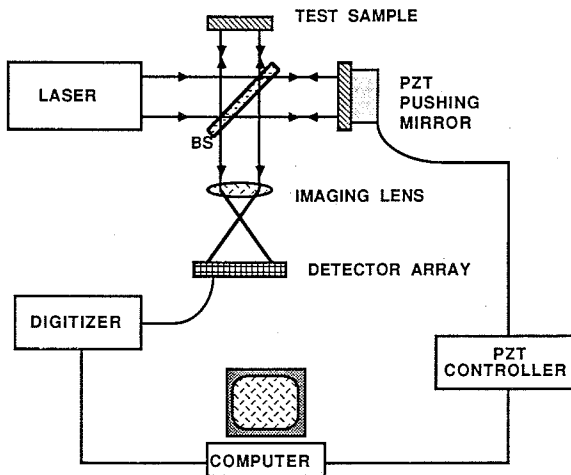 TEST SAMPLE
LASER
PZT
PUSHING
MIRROR
BS
IMAGING LENS
DETECTOR ARRAY
DIGITIZER
PZT
CONTROLLER
COMPUTER